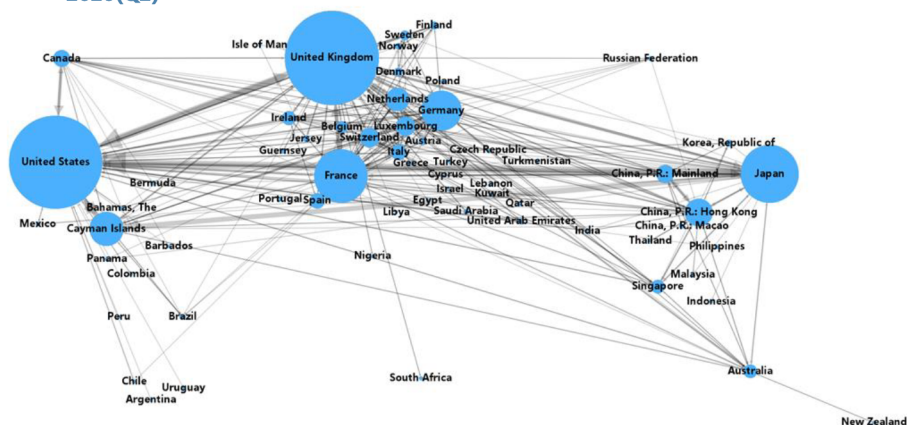 Finland
Sweden
Isle of Man
Norway
Canada
United Kingdom
Russian Federation
Denmark
Poland
Netherlands
Germany
Ireland
Belgium
Luxembourg
Jersey
Switzerland
Austria
Korea, Republic of
Guernsey
Italy
Czech Republic
United States
Greece
Turkey
Turkmenistan
France
Cyprus
China, P.R.: Mainland
Japan
Bermuda
Israel
Lebanon
Kuwait
Portugal
Spain
Egypt
Qatar
Bahamas, The
Libya
Saudi Arabia
China, P.R.: Hong Kong
Mexico
Cayman Islands
United Arab Emirates
China, P.R.: Macao
India
Thailand
Barbados
Philippines
Nigeria
Panama
Colombia
Malaysia
Singapore
Indonesia
Peru
Brazil
Australia
Chile
South Africa
Uruguay
Argentina
New Zealand